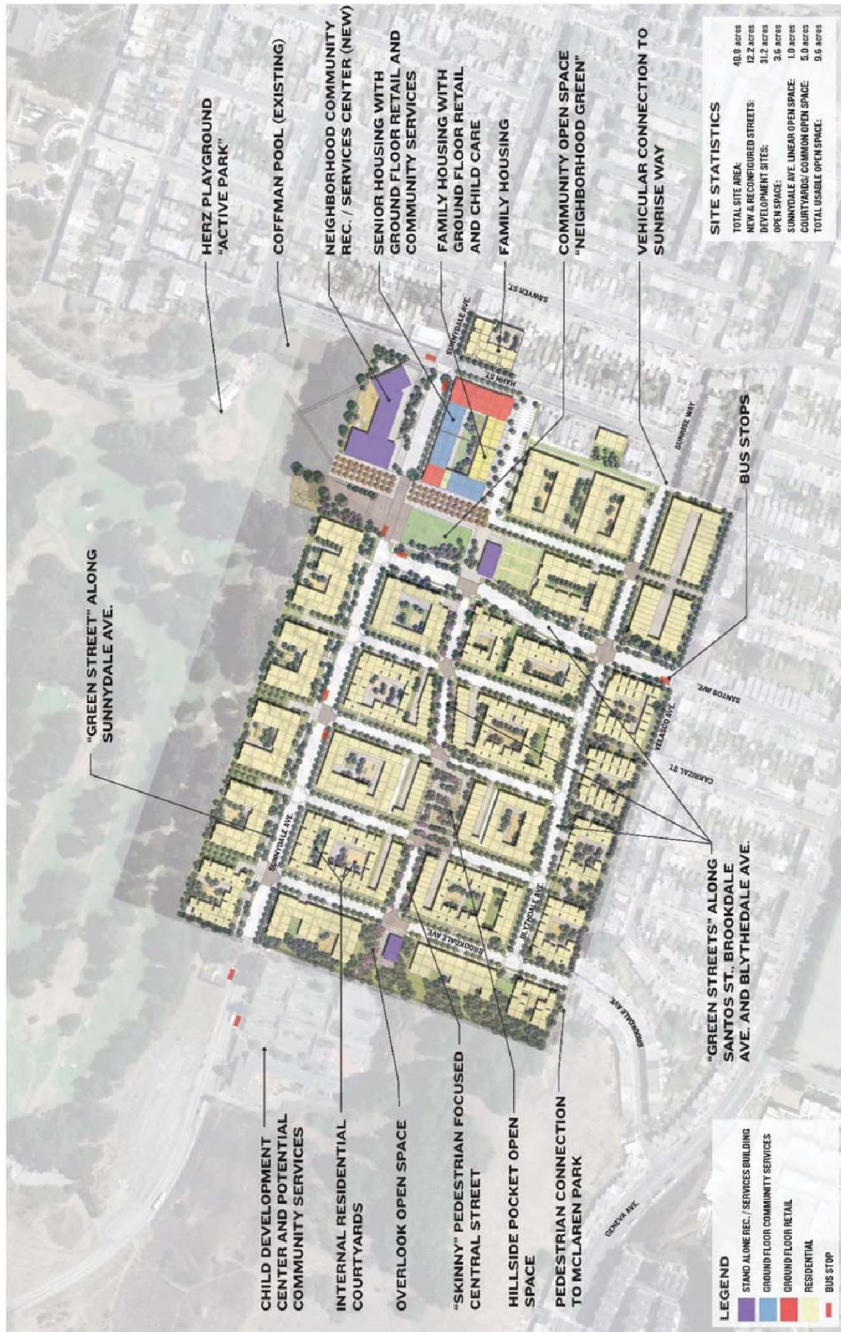 CHILD DEVELOPMENT
CENTER AND POTENTIAL
COMMUNITY SERVICES
INTERNAL RESIDENTIAL
COURTYARDS
OVERLOOK OPEN SPACE
"SKINNY" PEDESTRIAN FOCUSED
CENTRAL STREET
HILLSIDE POCKET OPEN
SPACE
PEDESTRIAN CONNECTION
TO MCLAREN PARK
"GREEN STREET" ALONG
SUNNYDALE AVE.
HERZ PLAYGROUND
"ACTIVE PARK"
COFFMAN POOL (EXISTING)
NEIGHBORHOOD COMMUNITY
REC. / SERVICES CENTER (NEW)
SENIOR HOUSING WITH
GROUND FLOOR RETAIL AND
COMMUNITY SERVICES
FAMILY HOUSING WITH
GROUND FLOOR RETAIL
AND CHILD CARE
FAMILY HOUSING
COMMUNITY OPEN SPACE
"NEIGHBORHOOD GREEN"
VEHICULAR CONNECTION TO
SUNRISE WAY
BUS STOPS
"GREEN STREETS" ALONG
SANTOS ST., BROOKDALE
AVE. AND BLYTHEDALE AVE.
SUNNYDALE AVE.
SUNNYDALE AVE.
HAHN ST.
SAWYER ST.
SUNRISE WAY
SANTOS AVE.
VELASCO AVE.
CARRIZAL ST.
BLYTHDALE AVE.
BROOKDALE AVE.
BROOKDALE AVE.
GENEVA AVE.
LEGEND
STAND ALONE REC. / SERVICES BUILDING
GROUND FLOOR COMMUNITY SERVICES
GROUND FLOOR RETAIL
RESIDENTIAL
BUS STOP
SITE STATISTICS
TOTAL SITE AREA: 48.8 acres
NEW & RECONFIGURED STREETS: 12.2 acres
DEVELOPMENT SITES: 31.2 acres
OPEN SPACE: 3.6 acres
SUNNYDALE AVE. LINEAR OPEN SPACE: 1.0 acres
COURTYARDS/ COMMON OPEN SPACE: 5.0 acres
TOTAL USABLE OPEN SPACE: 9.6 acres